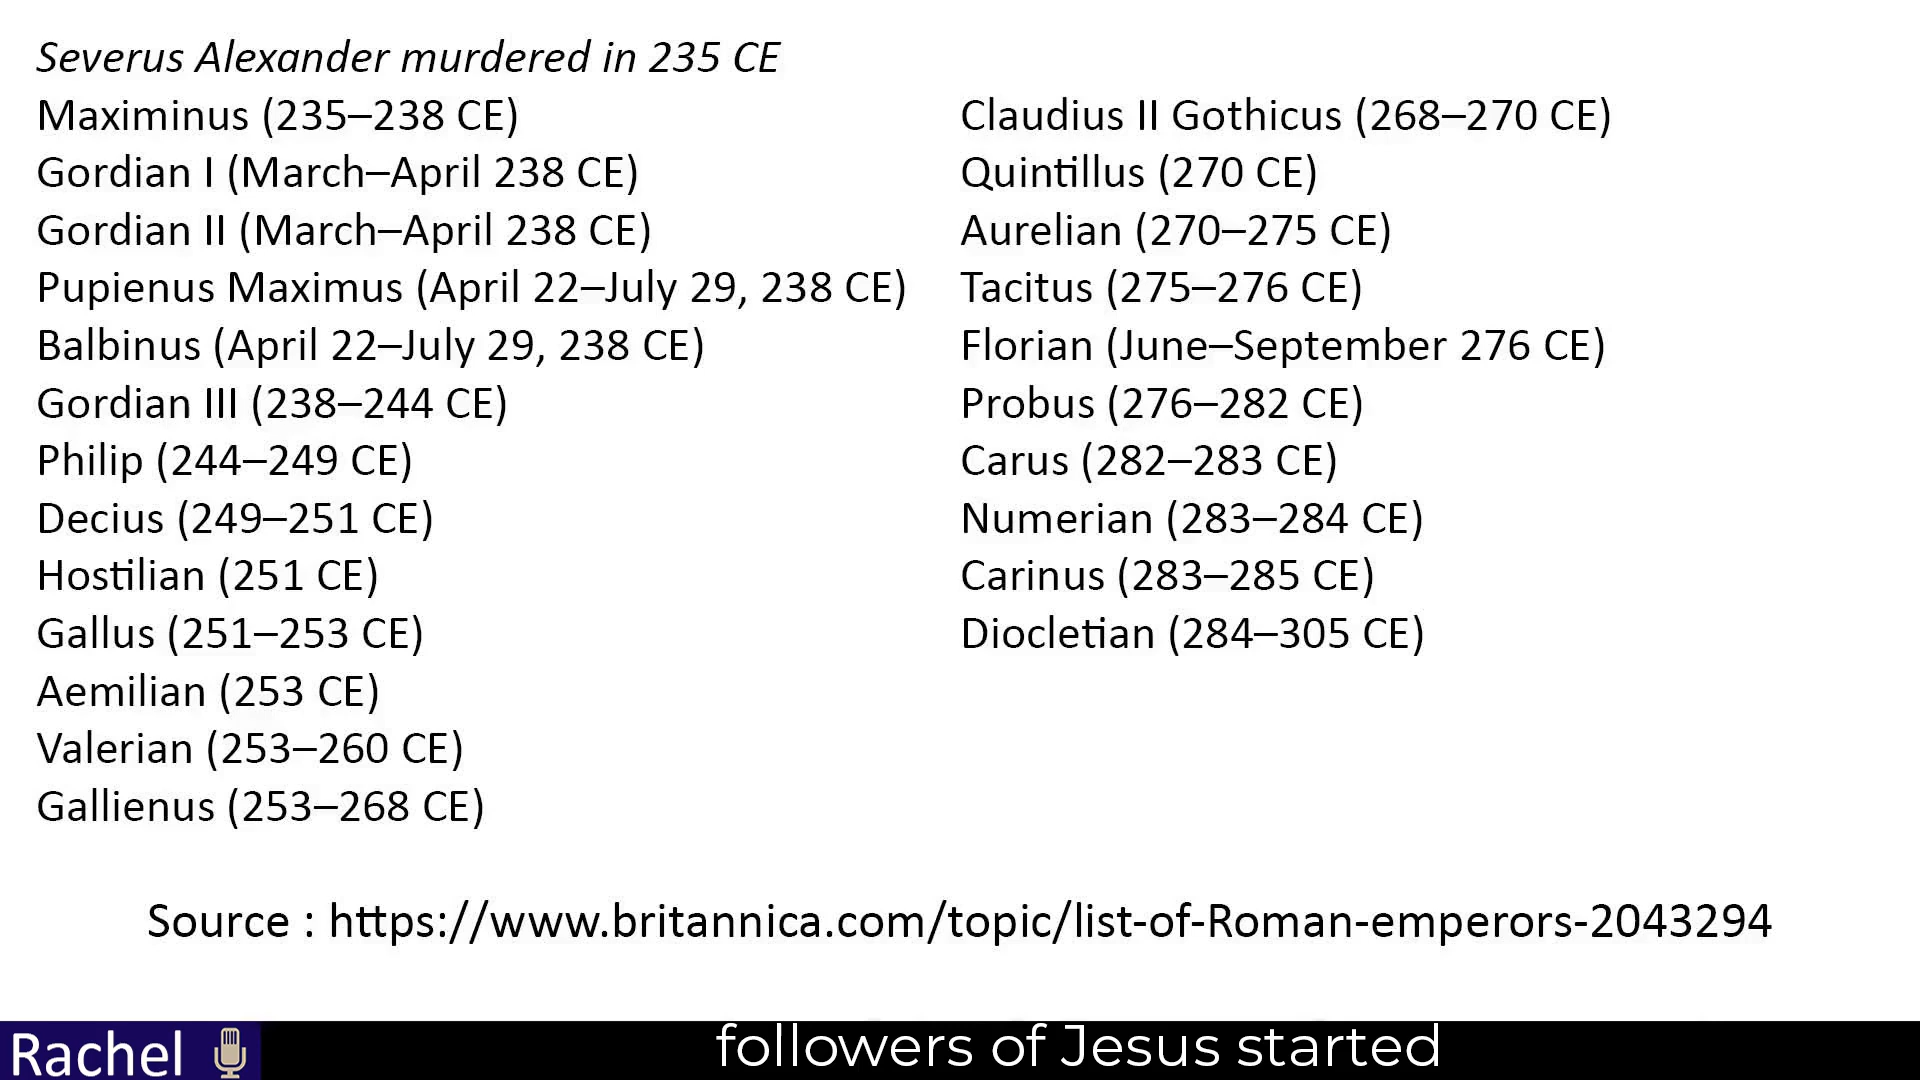 Severus Alexander murdered in 235 CE
Maximinus (235–238 CE)
Gordian I (March–April 238 CE)
Gordian II (March–April 238 CE)
Pupienus Maximus (April 22–July 29, 238 CE)
Balbinus (April 22–July 29, 238 CE)
Gordian III (238–244 CE)
Philip (244–249 CE)
Decius (249–251 CE)
Hostilian (251 CE)
Gallus (251–253 CE)
Aemilian (253 CE)
Valerian (253–260 CE)
Gallienus (253–268 CE)
Claudius II Gothicus (268–270 CE)
Quintillus (270 CE)
Aurelian (270–275 CE)
Tacitus (275–276 CE)
Florian (June–September 276 CE)
Probus (276–282 CE)
Carus (282–283 CE)
Numerian (283–284 CE)
Carinus (283–285 CE)
Diocletian (284–305 CE)
Source : https://www.britannica.com/topic/list-of-Roman-emperors-2043294
Rachel
followers of Jesus started